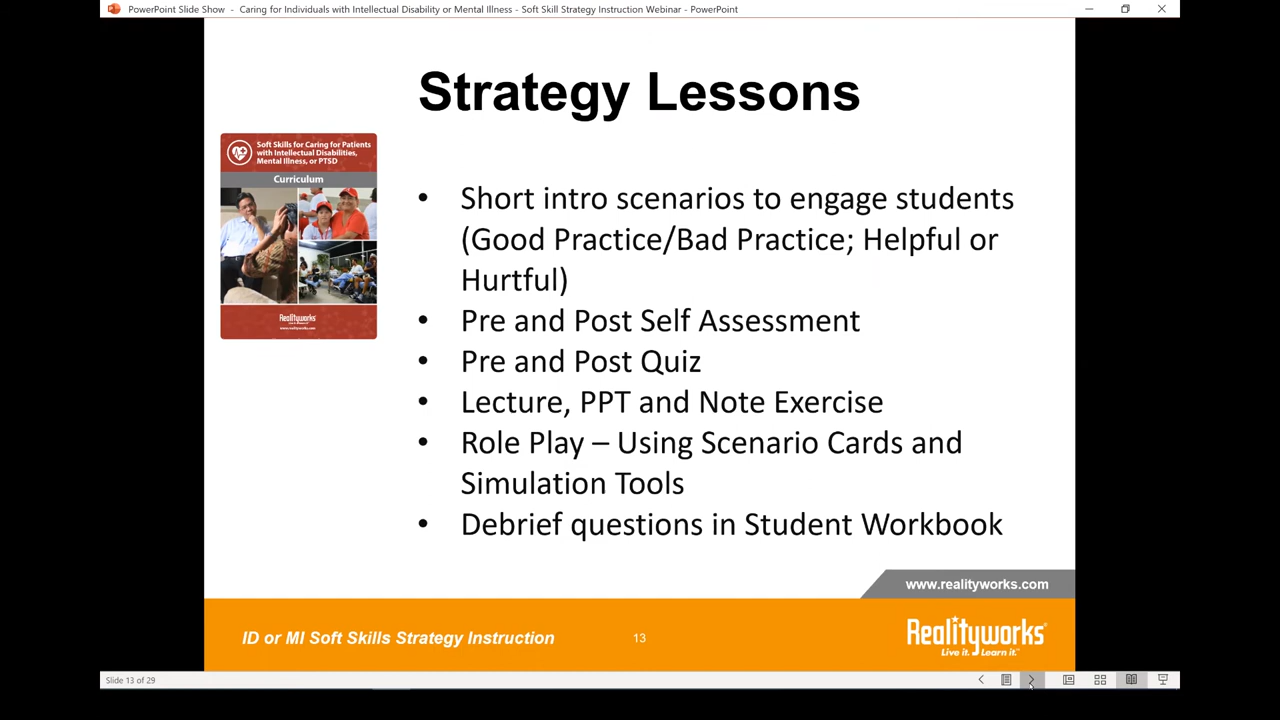 PowerPoint Slide Show - Caring for Individuals with Intellectual Disability or Mental Illness - Soft Skill Strategy Instruction Webinar - PowerPoint
Strategy Lessons
Soft Skills for Caring for Patients
with Intellectual Disabilities,
Mental Illness, or PTSD
Curriculum
Realityworks
www.realityworks.com
• Short intro scenarios to engage students
(Good Practice/Bad Practice; Helpful or
Hurtful)
• Pre and Post Self Assessment
• Pre and Post Quiz
• Lecture, PPT and Note Exercise
• Role Play – Using Scenario Cards and
Simulation Tools
• Debrief questions in Student Workbook
www.realityworks.com
ID or MI Soft Skills Strategy Instruction
13
Realityworks®
Live it. Learn it.™
Slide 13 of 29